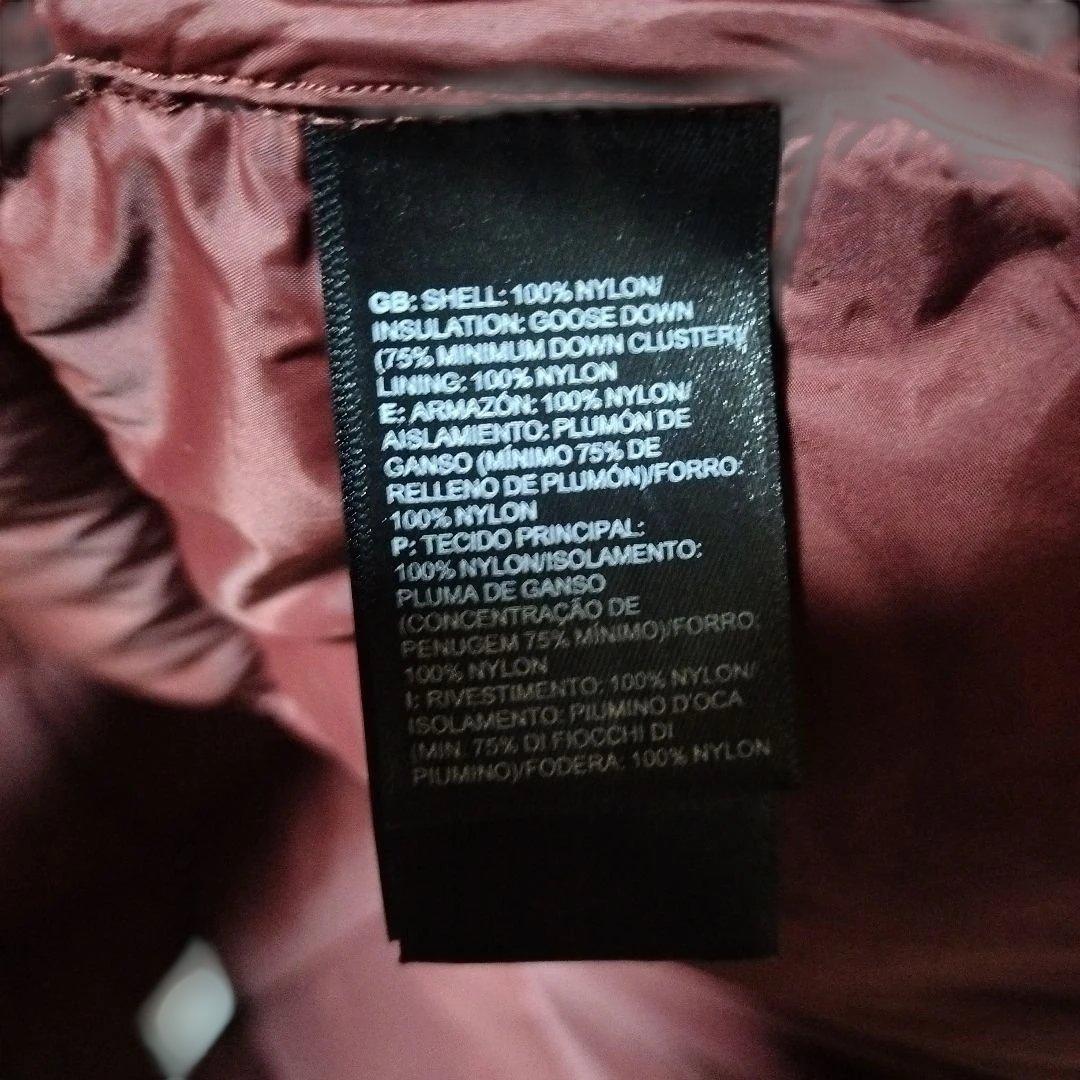 GB: SHELL: 100% NYLON/
INSULATION: GOOSE DOWN
(75% MINIMUM DOWN CLUSTER)/
LINING: 100% NYLON
E: ARMAZÓN: 100% NYLON/
AISLAMIENTO: PLUMÓN DE
GANSO (MÍNIMO 75% DE
RELLENO DE PLUMÓN)/FORRO:
100% NYLON
P: TECIDO PRINCIPAL:
100% NYLON/ISOLAMENTO:
PLUMA DE GANSO
(CONCENTRAÇÃO DE
PENUGEM 75% MÍNIMO)/FORRO:
100% NYLON
I: RIVESTIMENTO: 100% NYLON/
ISOLAMENTO: PIUMINO D'OCA
(MIN. 75% DI FIOCCHI DI
PIUMINO)/FODERA: 100% NYLON